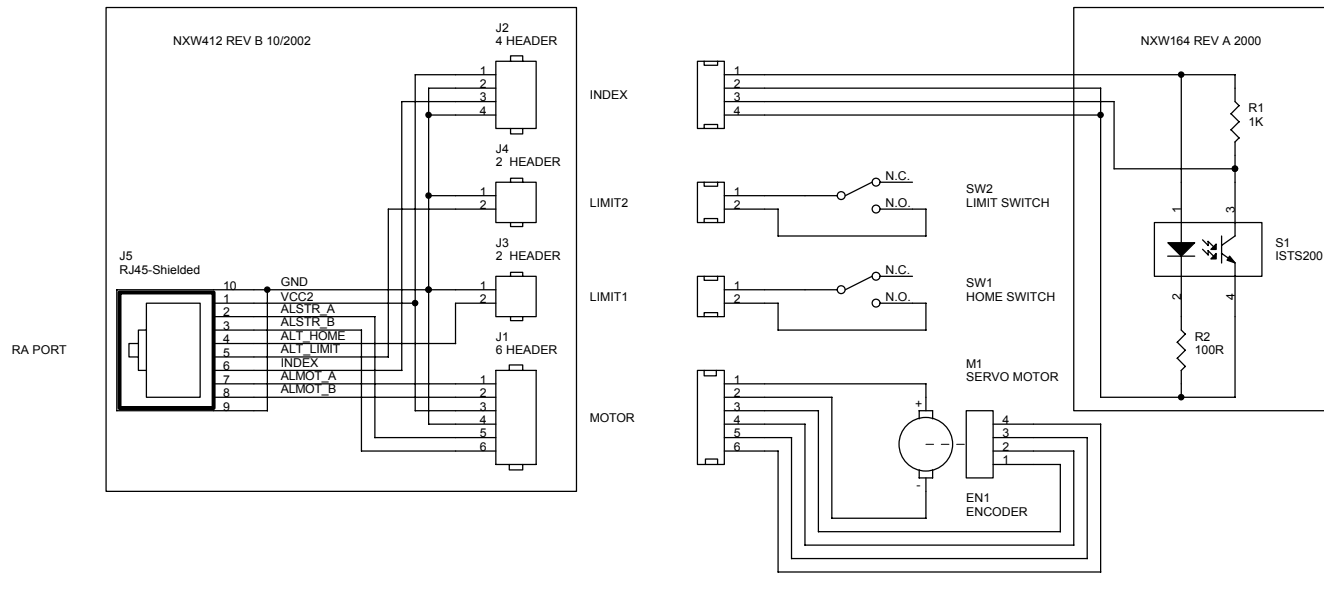 NXW412 REV B 10/2002
J2
4 HEADER
1
2
3
4
INDEX
J4
2 HEADER
1
2
LIMIT2
J3
2 HEADER
1
2
LIMIT1
J1
6 HEADER
1
2
3
4
5
6
MOTOR
J5
RJ45-Shielded
RA PORT
10 GND
1 VCC2
2 ALSTR_A
3 ALSTR_B
4 ALT_HOME
5 ALT_LIMIT
6 INDEX
7 ALMOT_A
8 ALMOT_B
9
1
2
3
4
1
2
N.C.
N.O.
SW2
LIMIT SWITCH
1
2
N.C.
N.O.
SW1
HOME SWITCH
1
2
3
4
5
6
+
-
M1
SERVO MOTOR
4
3
2
1
EN1
ENCODER
NXW164 REV A 2000
R1
1K
1
3
S1
ISTS200
2
4
R2
100R